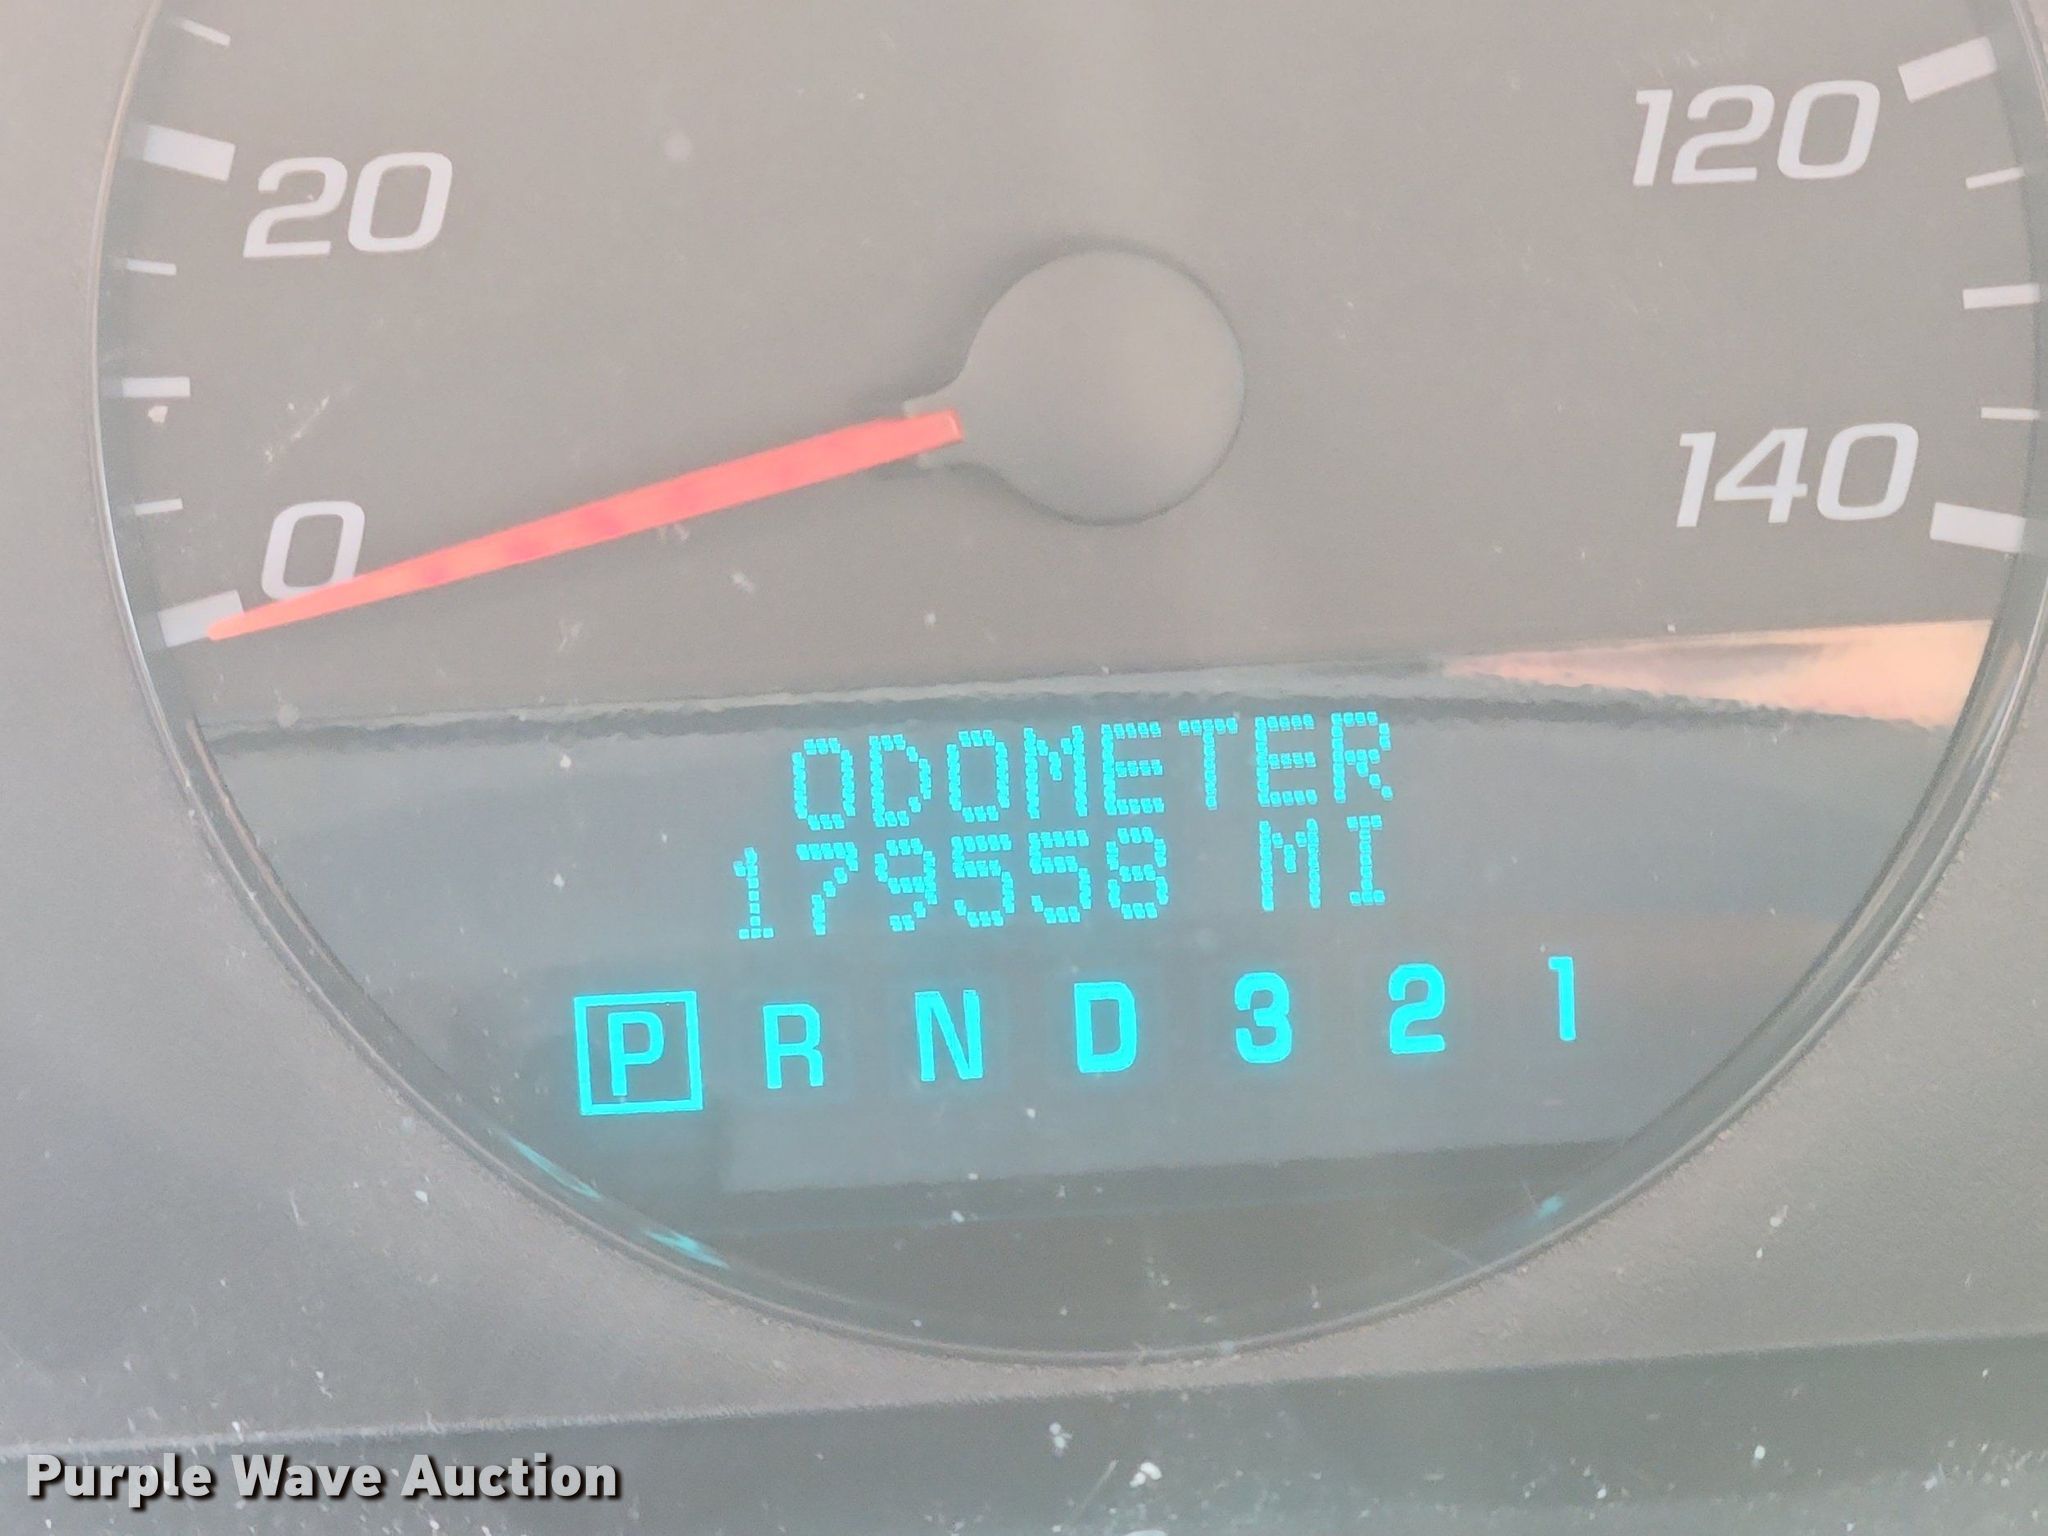 20
120
0
140
ODOMETER
179558 MI
P R N D 3 2 1
Purple Wave Auction